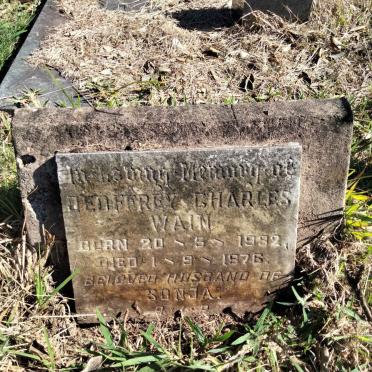 In Loving Memory of
GEOFFREY CHARLES
WAIN
BORN 20-5-1932.
DIED 1-9-1976.
BELOVED HUSBAND OF
SONJA.